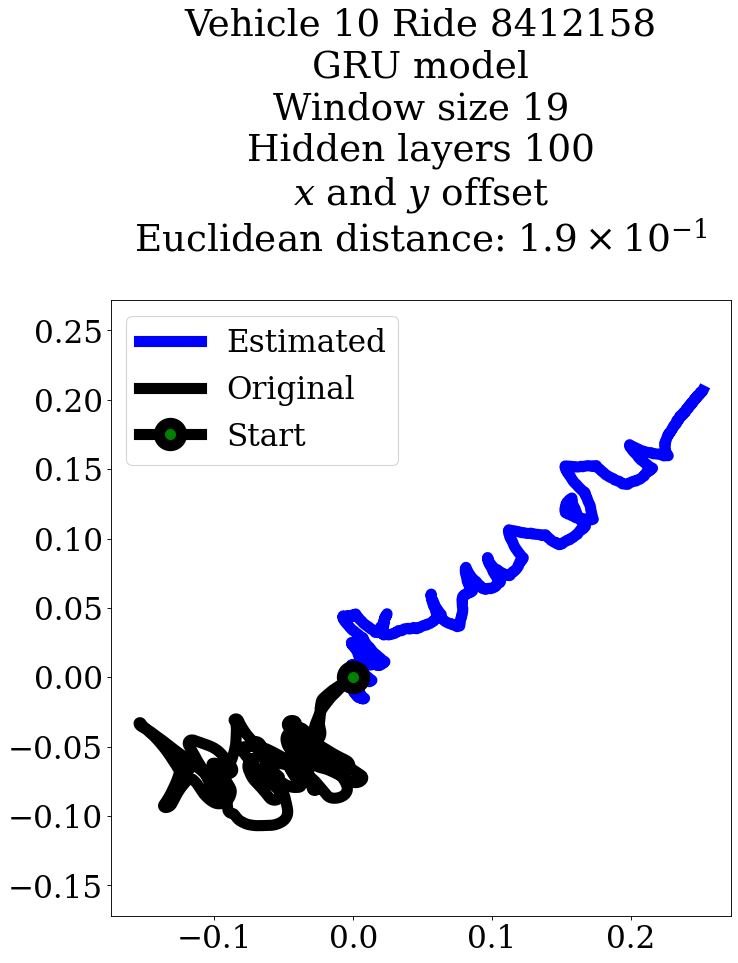 Vehicle 10 Ride 8412158
GRU model
Window size 19
Hidden layers 100
x and y offset
Euclidean distance: 1.9 × 10⁻¹
Estimated
Original
Start
0.25
0.20
0.15
0.10
0.05
0.00
−0.05
−0.10
−0.15
−0.1 0.0 0.1 0.2